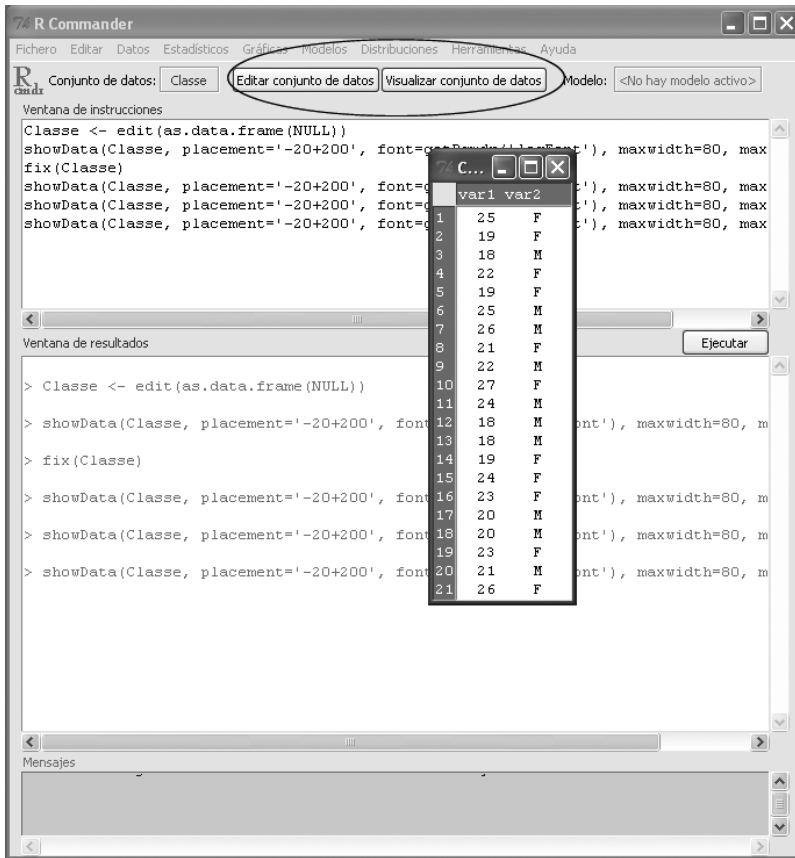 R Commander
Fichero Editar Datos Estadísticos Gráficas Modelos Distribuciones Herramientas Ayuda
R cmdr Conjunto de datos: Classe Editar conjunto de datos Visualizar conjunto de datos Modelo: <No hay modelo activo>
Ventana de instrucciones
Classe <- edit(as.data.frame(NULL))
showData(Classe, placement='-20+200', font= maxwidth=80, max
fix(Classe)
showData(Classe, placement='-20+200', font= '), maxwidth=80, max
showData(Classe, placement='-20+200', font= '), maxwidth=80, max
showData(Classe, placement='-20+200', font= '), maxwidth=80, max
C...
var1 var2
1 25 F
2 19 F
3 18 M
4 22 F
5 19 F
6 25 M
7 26 M
8 21 F
9 22 M
10 27 F
11 24 M
12 18 M
13 18 M
14 19 F
15 24 F
16 23 F
17 20 M
18 20 M
19 23 F
20 21 M
21 26 F
Ventana de resultados Ejecutar
> Classe <- edit(as.data.frame(NULL))
> showData(Classe, placement='-20+200', font ont'), maxwidth=80, m
> fix(Classe)
> showData(Classe, placement='-20+200', font ont'), maxwidth=80, m
> showData(Classe, placement='-20+200', font ont'), maxwidth=80, m
> showData(Classe, placement='-20+200', font ont'), maxwidth=80, m
Mensajes